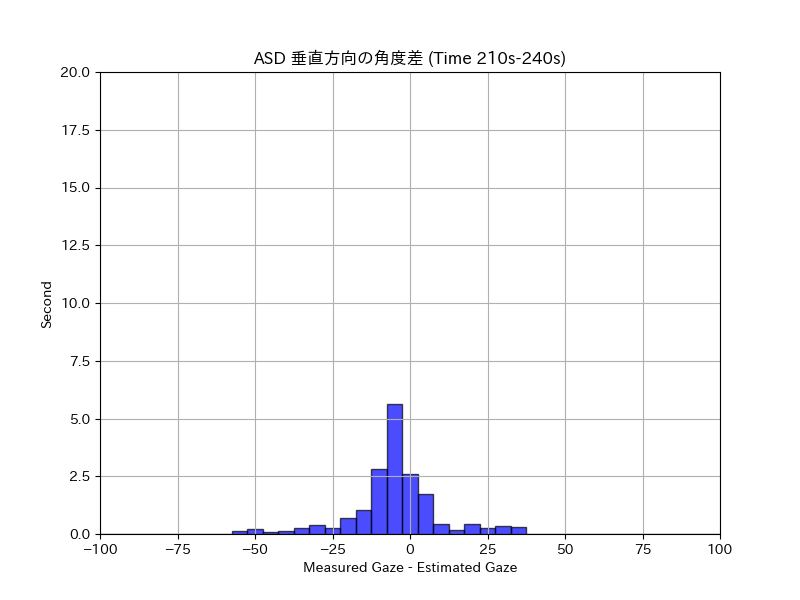 ASD 垂直方向の角度差 (Time 210s-240s)
20.0
17.5
15.0
12.5
10.0
7.5
5.0
2.5
0.0
Second
−100 −75 −50 −25 0 25 50 75 100
Measured Gaze - Estimated Gaze